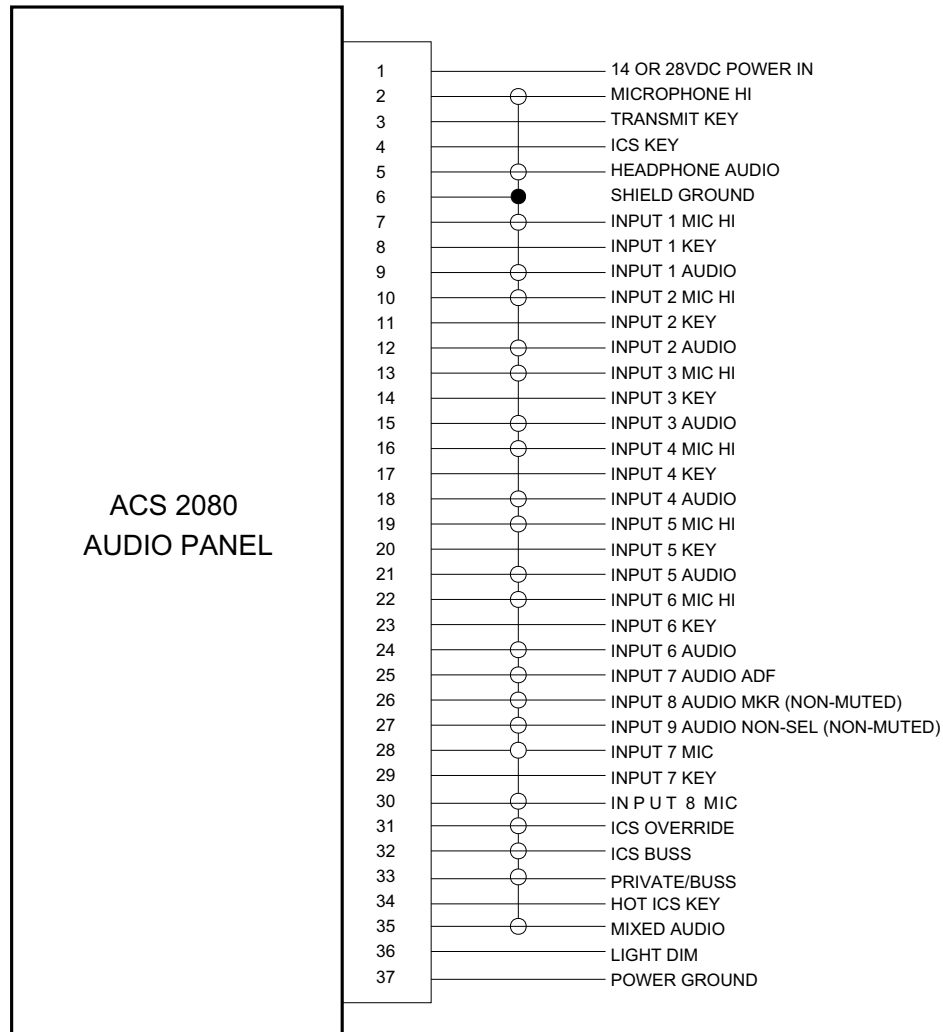 ACS 2080
AUDIO PANEL
1 14 OR 28VDC POWER IN
2 MICROPHONE HI
3 TRANSMIT KEY
4 ICS KEY
5 HEADPHONE AUDIO
6 SHIELD GROUND
7 INPUT 1 MIC HI
8 INPUT 1 KEY
9 INPUT 1 AUDIO
10 INPUT 2 MIC HI
11 INPUT 2 KEY
12 INPUT 2 AUDIO
13 INPUT 3 MIC HI
14 INPUT 3 KEY
15 INPUT 3 AUDIO
16 INPUT 4 MIC HI
17 INPUT 4 KEY
18 INPUT 4 AUDIO
19 INPUT 5 MIC HI
20 INPUT 5 KEY
21 INPUT 5 AUDIO
22 INPUT 6 MIC HI
23 INPUT 6 KEY
24 INPUT 6 AUDIO
25 INPUT 7 AUDIO ADF
26 INPUT 8 AUDIO MKR (NON-MUTED)
27 INPUT 9 AUDIO NON-SEL (NON-MUTED)
28 INPUT 7 MIC
29 INPUT 7 KEY
30 INPUT 8 MIC
31 ICS OVERRIDE
32 ICS BUSS
33 PRIVATE/BUSS
34 HOT ICS KEY
35 MIXED AUDIO
36 LIGHT DIM
37 POWER GROUND